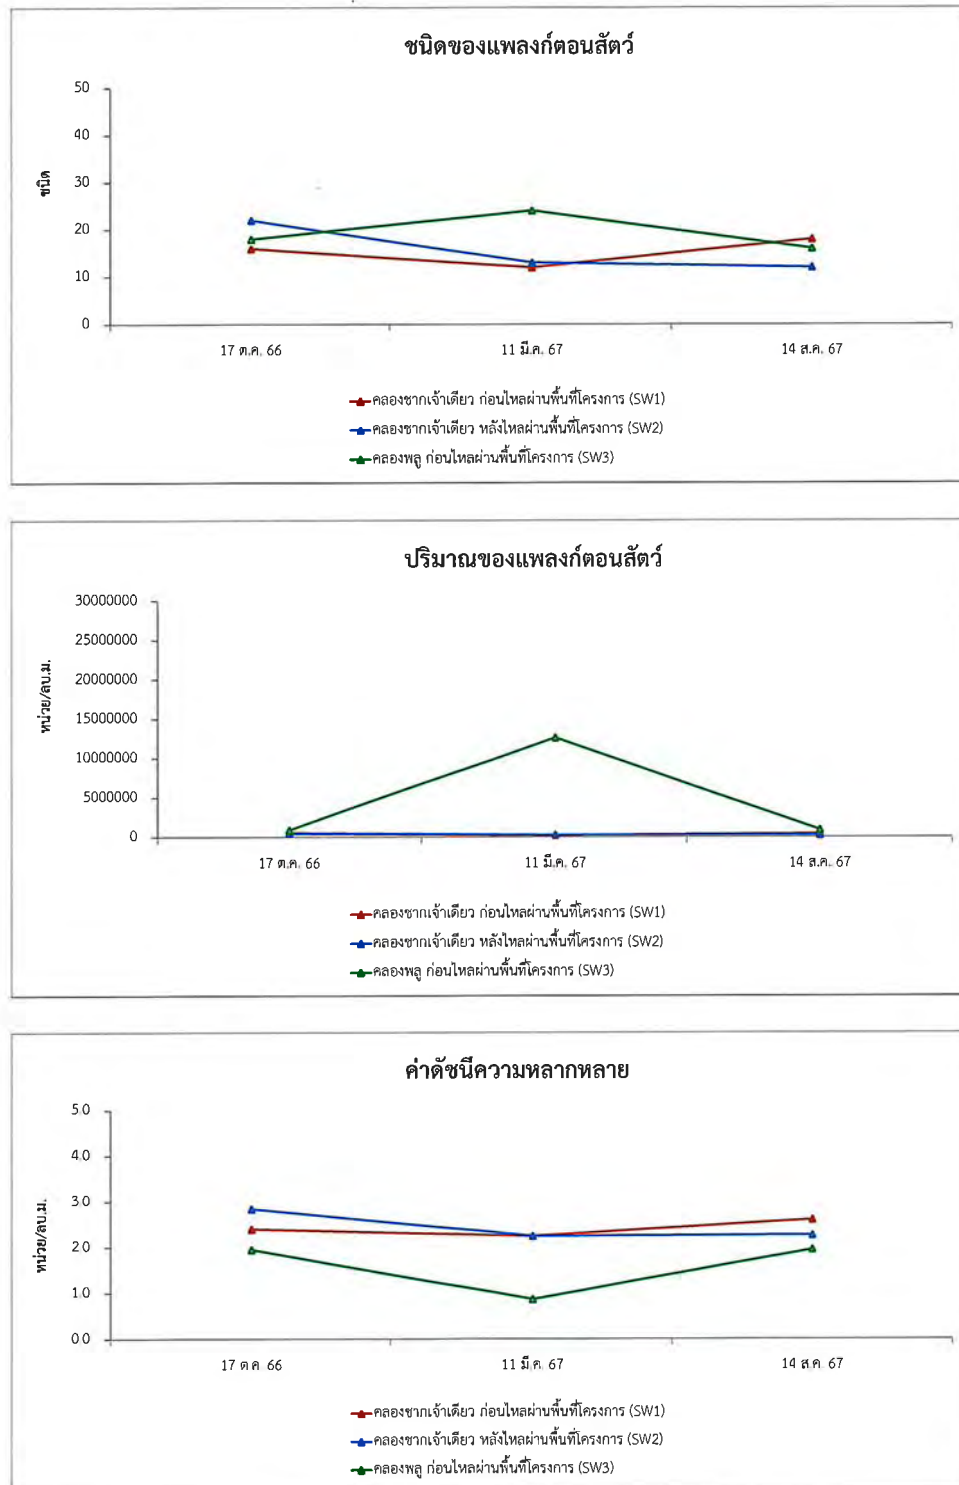 ชนิดของแพลงก์ตอนสัตว์
50
40
30
20
10
0
ชนิด
17 ต.ค. 66
11 มี.ค. 67
14 ส.ค. 67
คลองชากเจ้าเดียว ก่อนไหลผ่านพื้นที่โครงการ (SW1)
คลองชากเจ้าเดียว หลังไหลผ่านพื้นที่โครงการ (SW2)
คลองพลู ก่อนไหลผ่านพื้นที่โครงการ (SW3)
ปริมาณของแพลงก์ตอนสัตว์
30000000
25000000
20000000
15000000
10000000
5000000
0
หน่วย/ลบ.ม.
17 ต.ค. 66
11 มี.ค. 67
14 ส.ค. 67
คลองชากเจ้าเดียว ก่อนไหลผ่านพื้นที่โครงการ (SW1)
คลองชากเจ้าเดียว หลังไหลผ่านพื้นที่โครงการ (SW2)
คลองพลู ก่อนไหลผ่านพื้นที่โครงการ (SW3)
ค่าดัชนีความหลากหลาย
5.0
4.0
3.0
2.0
1.0
0.0
หน่วย/ลบ.ม.
17 ต.ค. 66
11 มี.ค. 67
14 ส.ค. 67
คลองชากเจ้าเดียว ก่อนไหลผ่านพื้นที่โครงการ (SW1)
คลองชากเจ้าเดียว หลังไหลผ่านพื้นที่โครงการ (SW2)
คลองพลู ก่อนไหลผ่านพื้นที่โครงการ (SW3)